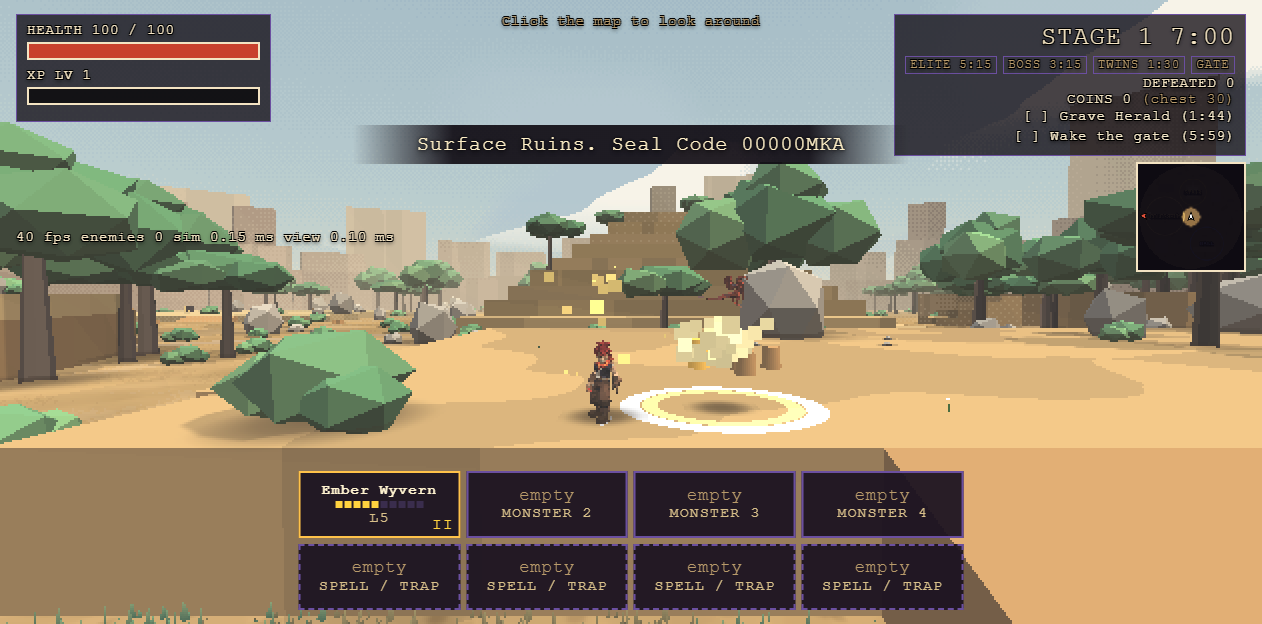 HEALTH 100 / 100
XP LV 1
Click the map to look around
STAGE 1 7:00
ELITE 5:15 BOSS 3:15 TWINS 1:30 GATE
DEFEATED 0
COINS 0 (chest 30)
[ ] Grave Herald (1:44)
[ ] Wake the gate (5:59)
Surface Ruins. Seal Code 00000MKA
40 fps enemies 0 sim 0.15 ms view 0.10 ms
Ember Wyvern
L5
II
empty
MONSTER 2
empty
MONSTER 3
empty
MONSTER 4
empty
SPELL / TRAP
empty
SPELL / TRAP
empty
SPELL / TRAP
empty
SPELL / TRAP